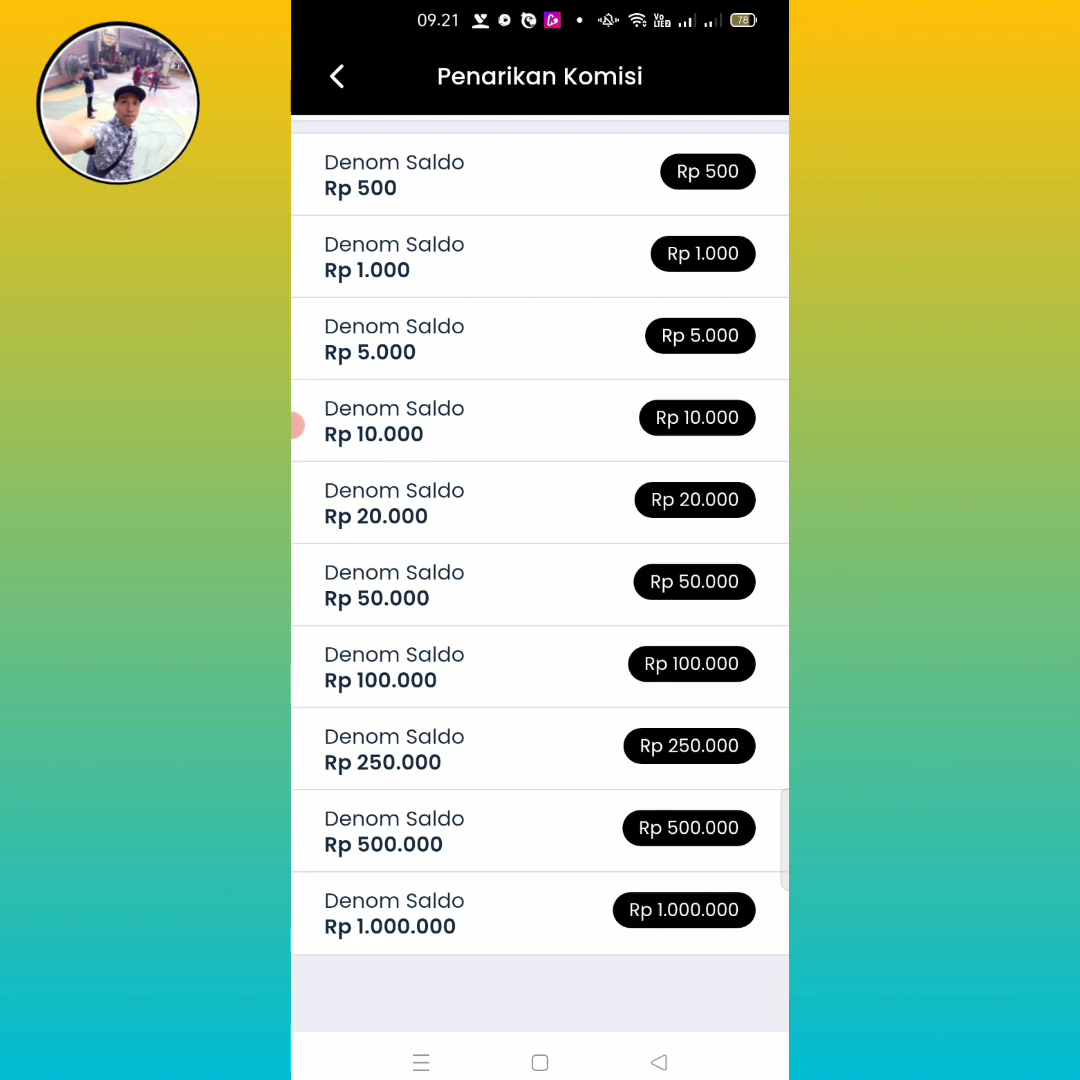 09.21
Vo
LTE2
78
Penarikan Komisi
Denom Saldo
Rp 500
Rp 500
Denom Saldo
Rp 1.000
Rp 1.000
Denom Saldo
Rp 5.000
Rp 5.000
Denom Saldo
Rp 10.000
Rp 10.000
Denom Saldo
Rp 20.000
Rp 20.000
Denom Saldo
Rp 50.000
Rp 50.000
Denom Saldo
Rp 100.000
Rp 100.000
Denom Saldo
Rp 250.000
Rp 250.000
Denom Saldo
Rp 500.000
Rp 500.000
Denom Saldo
Rp 1.000.000
Rp 1.000.000